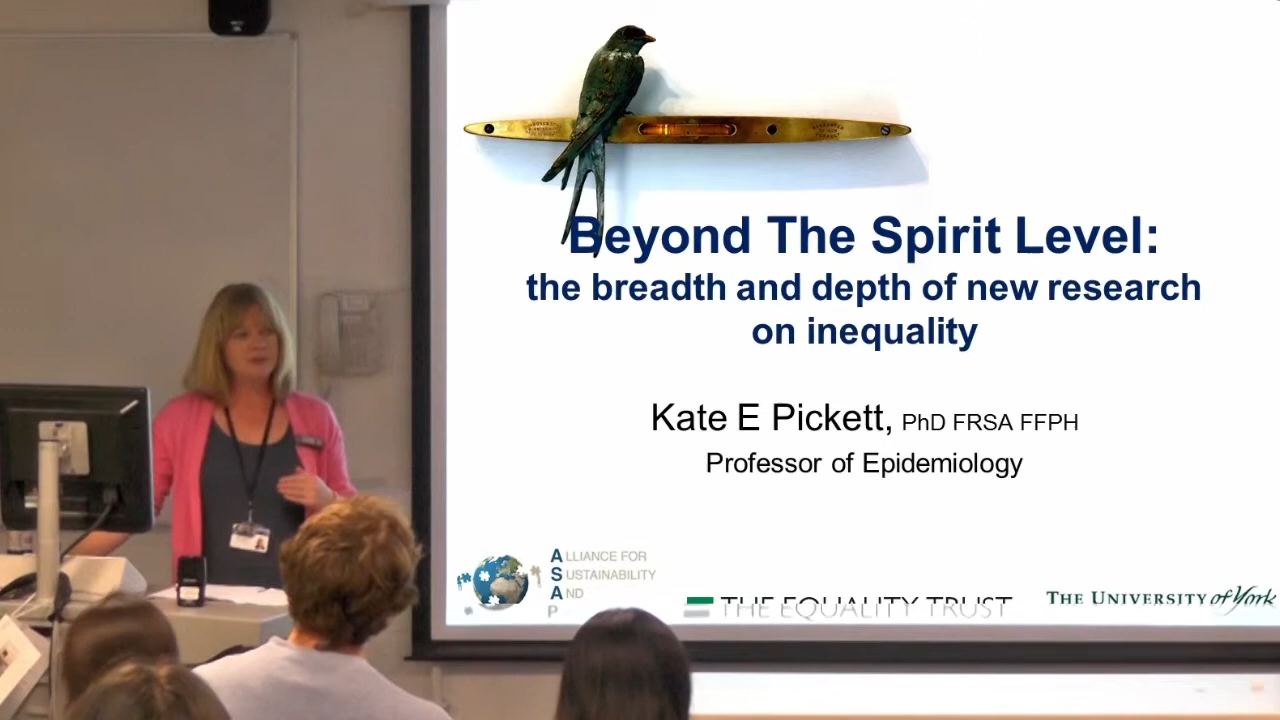 Beyond The Spirit Level:
the breadth and depth of new research
on inequality
Kate E Pickett, PhD FRSA FFPH
Professor of Epidemiology
ALLIANCE FOR
SUSTAINABILITY
AND
P
THE EQUALITY TRUST
THE UNIVERSITY of York